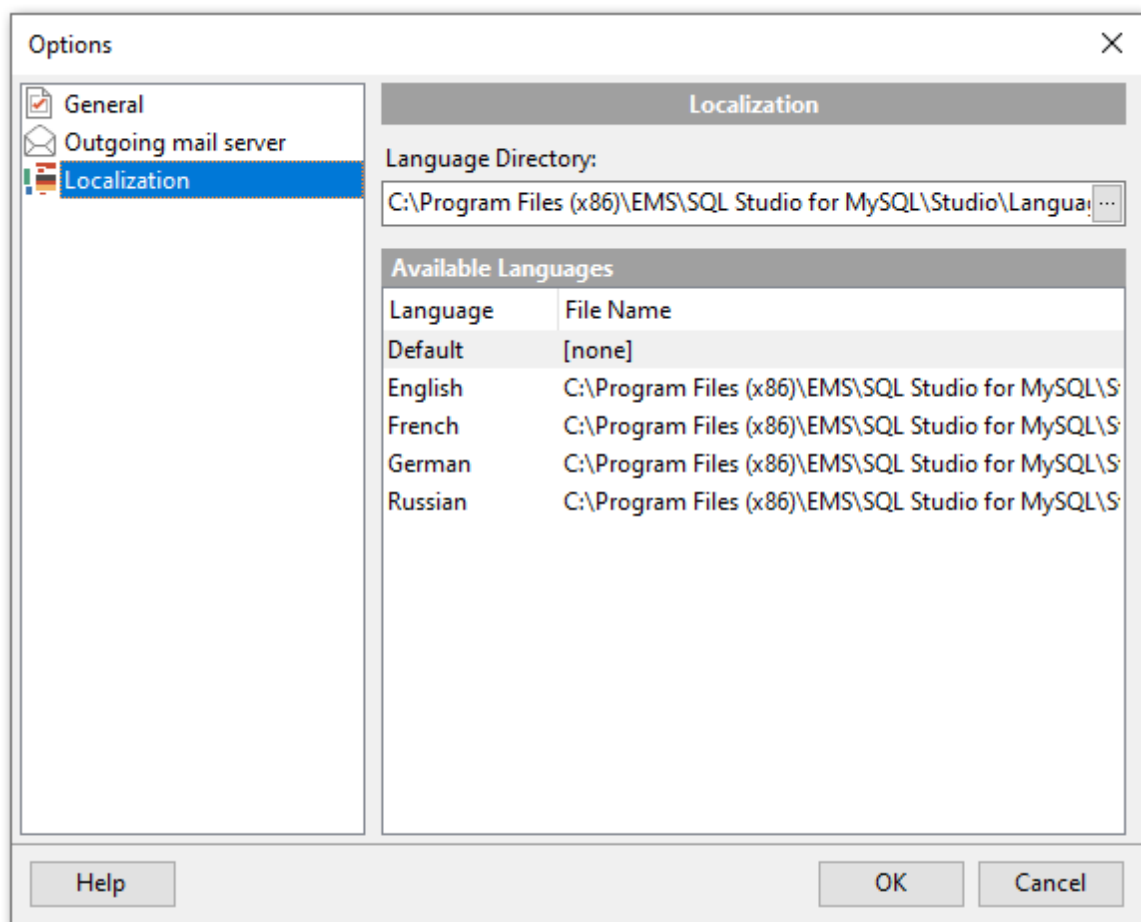 Options
General
Outgoing mail server
Localization
Localization
Language Directory:
C:\Program Files (x86)\EMS\SQL Studio for MySQL\Studio\Langua
...
Available Languages
Language File Name
Default [none]
English C:\Program Files (x86)\EMS\SQL Studio for MySQL\S
French C:\Program Files (x86)\EMS\SQL Studio for MySQL\S
German C:\Program Files (x86)\EMS\SQL Studio for MySQL\S
Russian C:\Program Files (x86)\EMS\SQL Studio for MySQL\S
Help OK Cancel